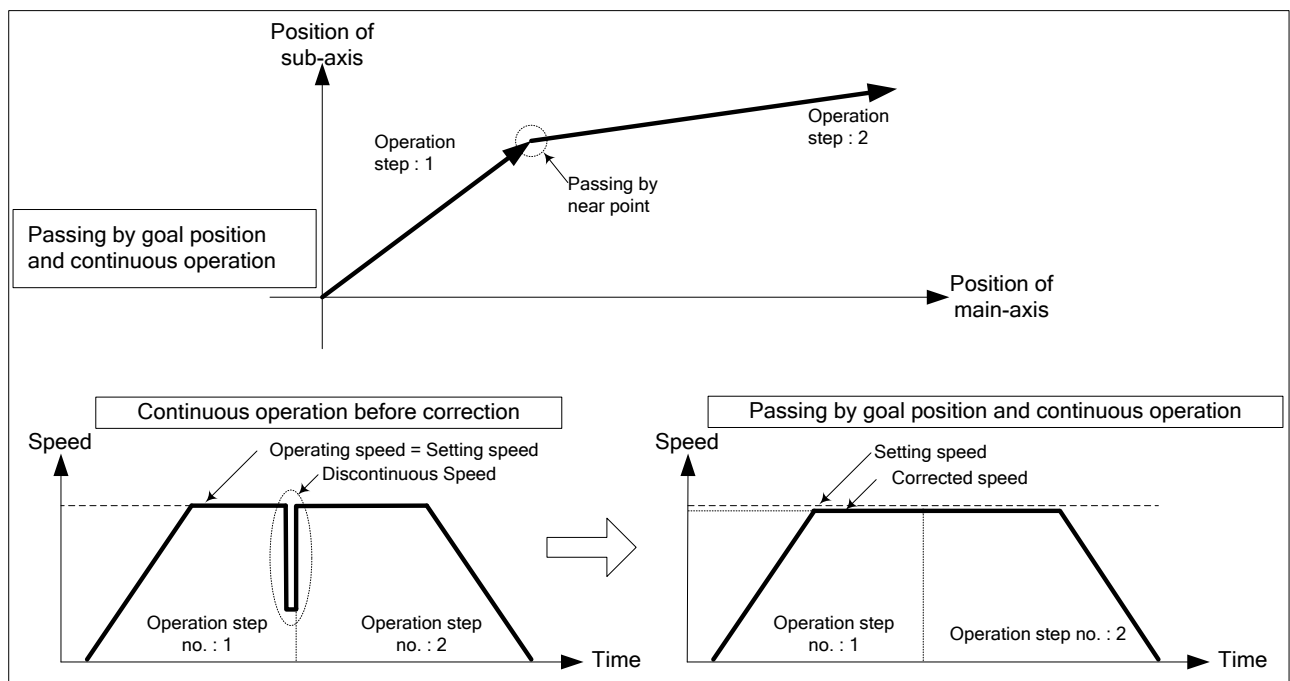 Position of
sub-axis
Operation
step : 1
Operation
step : 2
Passing by
near point
Passing by goal position
and continuous operation
Position of
main-axis
Continuous operation before correction
Speed
Operating speed = Setting speed
Discontinuous Speed
Operation step
no. : 1
Operation step
no. : 2
Time
Passing by goal position and continuous operation
Speed
Setting speed
Corrected speed
Operation step
no. : 1
Operation step no. : 2
Time